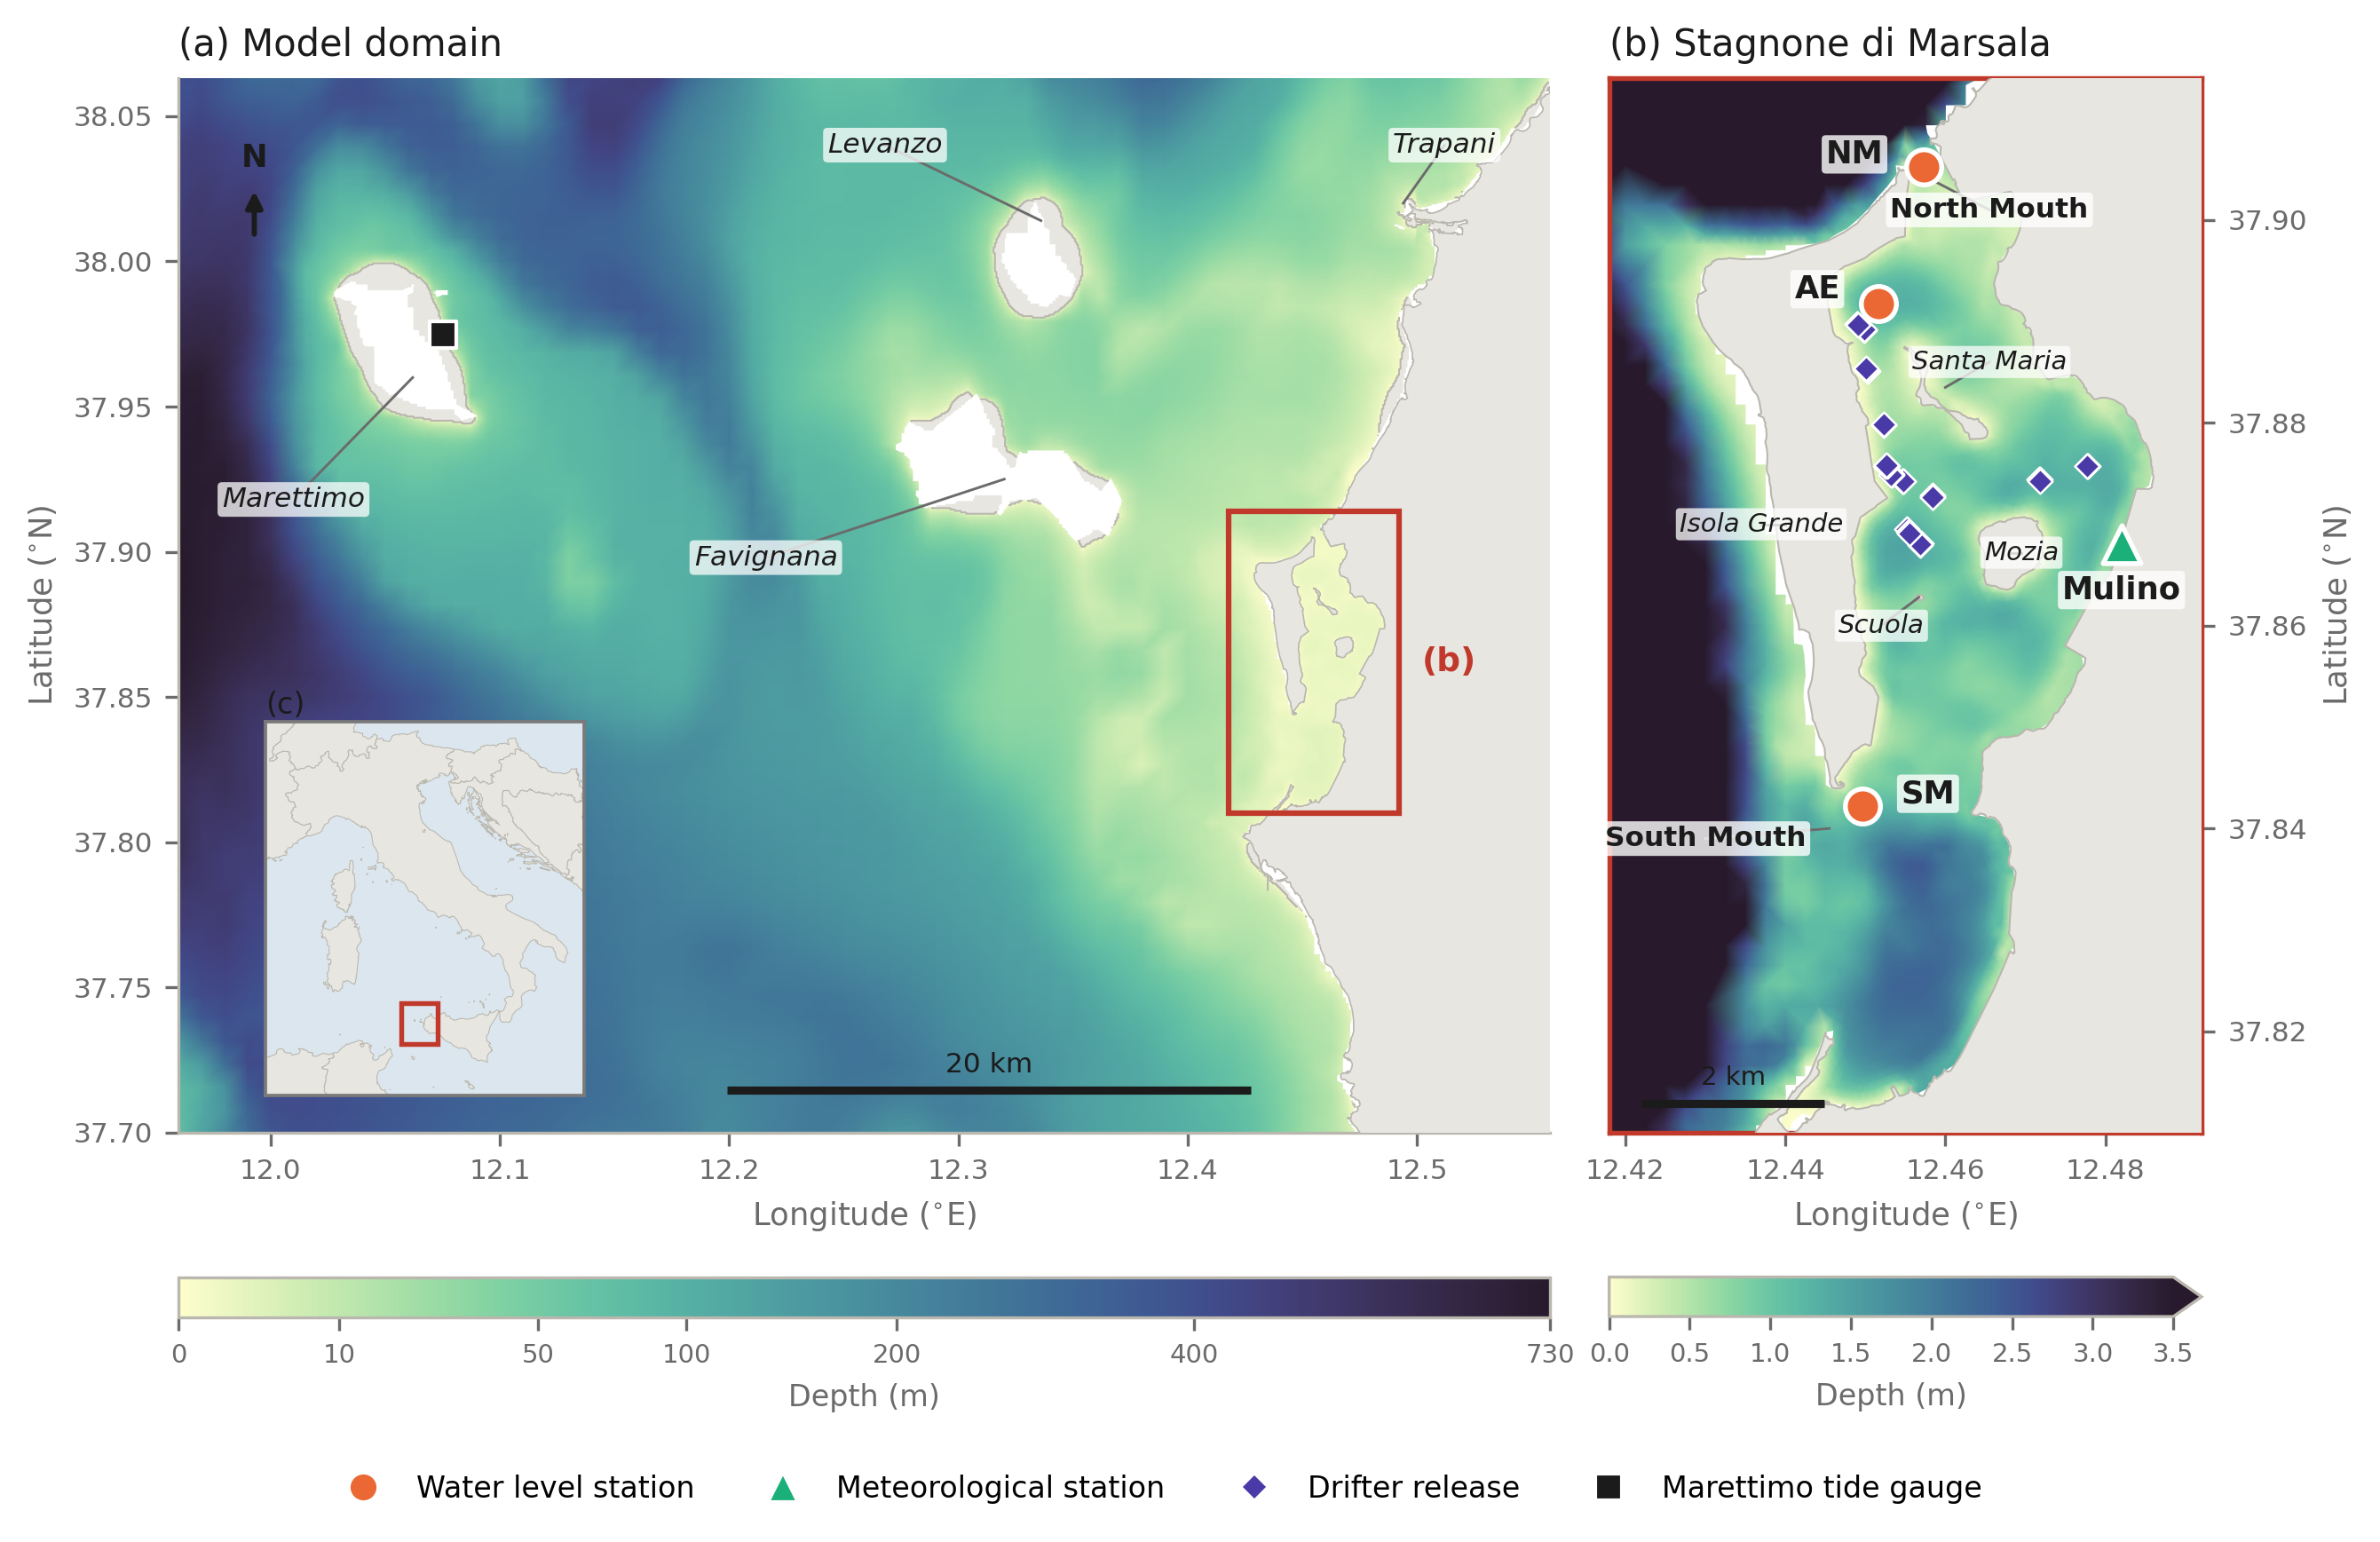 (a) Model domain
(b) Stagnone di Marsala
38.05
38.00
37.95
37.90
37.85
37.80
37.75
37.70
Latitude (°N)
N
Levanzo
Trapani
Marettimo
Favignana
(b)
(c)
20 km
12.0
12.1
12.2
12.3
12.4
12.5
Longitude (°E)
NM
North Mouth
AE
Santa Maria
Isola Grande
Mozia
Mulino
Scuola
SM
South Mouth
2 km
37.90
37.88
37.86
37.84
37.82
Latitude (°N)
12.42
12.44
12.46
12.48
Longitude (°E)
0
10
50
100
200
400
730
Depth (m)
0.0
0.5
1.0
1.5
2.0
2.5
3.0
3.5
Depth (m)
Water level station
Meteorological station
Drifter release
Marettimo tide gauge